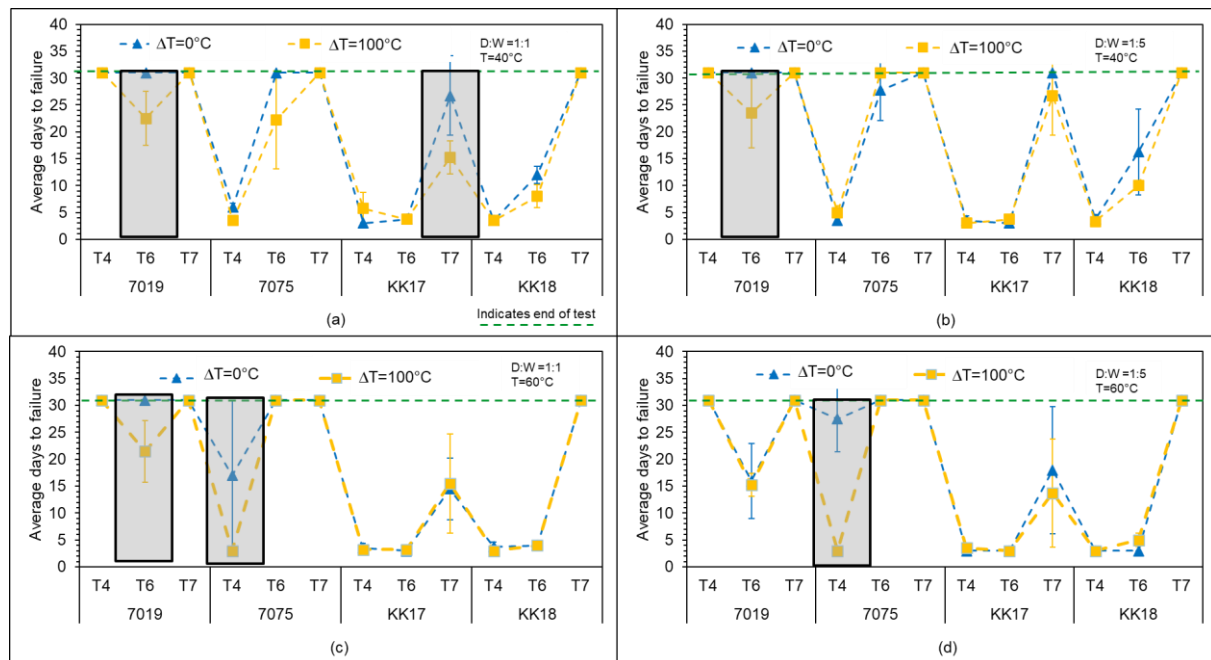 40
35
30
25
20
15
10
5
0
Average days to failure
ΔT=0°C
ΔT=100°C
D:W =1:1
T=40°C
T4 T6 T7 T4 T6 T7 T4 T6 T7 T4 T6 T7
7019 7075 KK17 KK18
(a)
Indicates end of test
40
35
30
25
20
15
10
5
0
Average days to failure
ΔT=0°C
ΔT=100°C
D:W =1:5
T=40°C
T4 T6 T7 T4 T6 T7 T4 T6 T7 T4 T6 T7
7019 7075 KK17 KK18
(b)
40
35
30
25
20
15
10
5
0
Average days to failure
ΔT=0°C
ΔT=100°C
D:W =1:1
T=60°C
T4 T6 T7 T4 T6 T7 T4 T6 T7 T4 T6 T7
7019 7075 KK17 KK18
(c)
40
35
30
25
20
15
10
5
0
Average days to failure
ΔT=0°C
ΔT=100°C
D:W =1:5
T=60°C
T4 T6 T7 T4 T6 T7 T4 T6 T7 T4 T6 T7
7019 7075 KK17 KK18
(d)